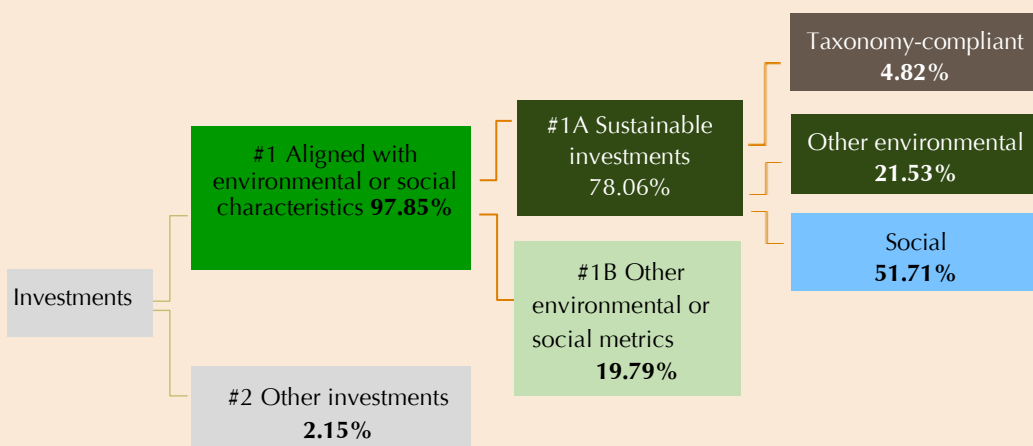 Investments
#1 Aligned with
environmental or social
characteristics 97.85%
#2 Other investments
2.15%
#1A Sustainable
investments
78.06%
#1B Other
environmental or
social metrics
19.79%
Taxonomy-compliant
4.82%
Other environmental
21.53%
Social
51.71%